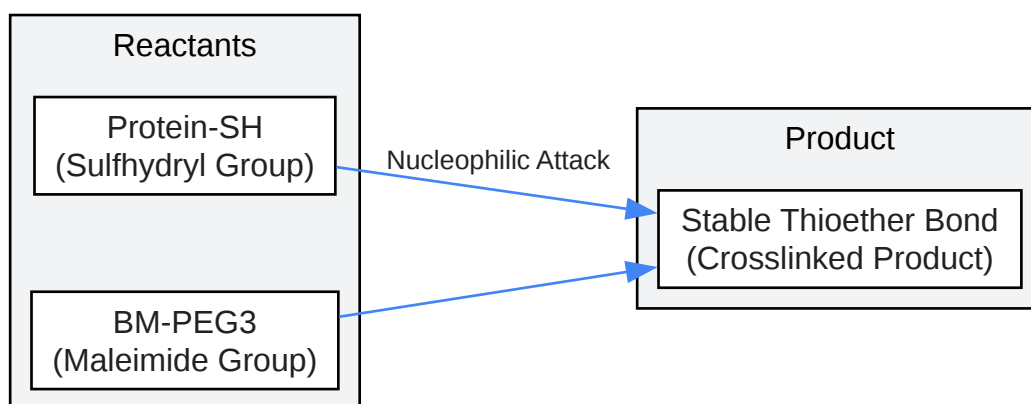 Reactants
Protein-SH
(Sulfhydryl Group)
BM-PEG3
(Maleimide Group)
Nucleophilic Attack
Product
Stable Thioether Bond
(Crosslinked Product)